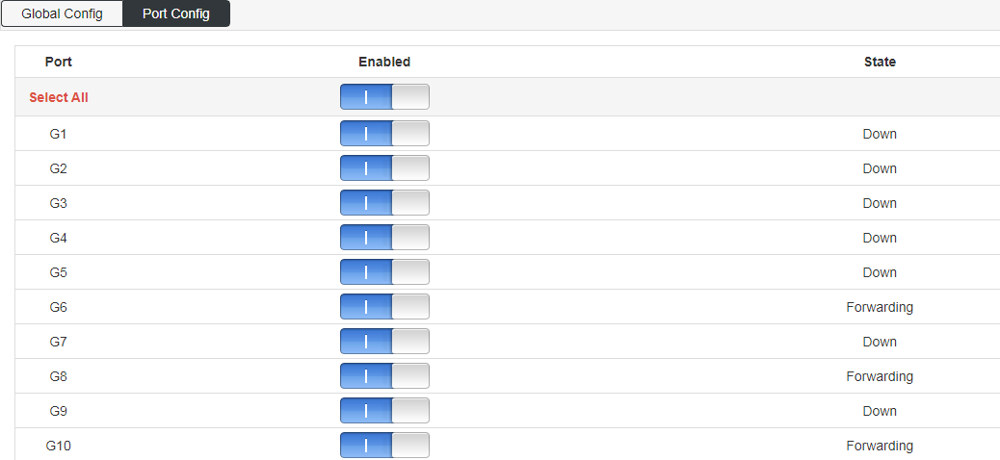 Global Config Port Config
Port Enabled State
Select All
G1 Down
G2 Down
G3 Down
G4 Down
G5 Down
G6 Forwarding
G7 Down
G8 Forwarding
G9 Down
G10 Forwarding